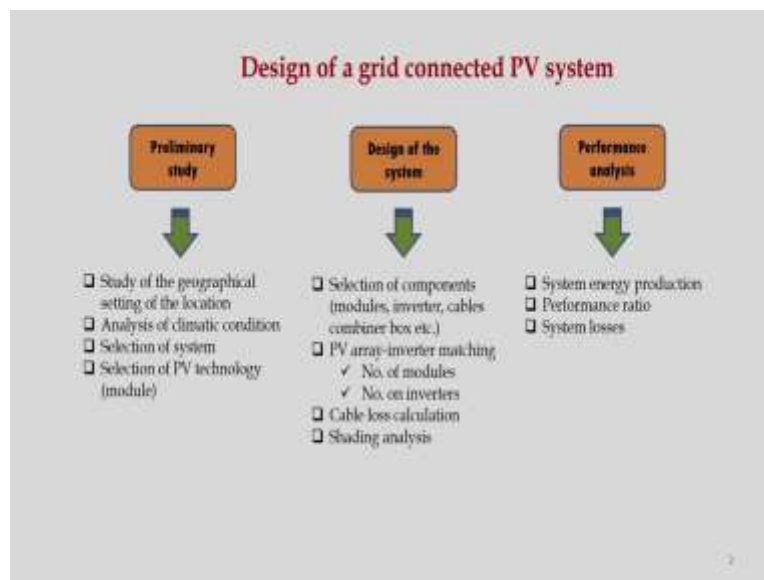 Design of a grid connected PV system
Preliminary
study
❑ Study of the geographical
setting of the location
❑ Analysis of climatic condition
❑ Selection of system
❑ Selection of PV technology
(module)
Design of the
system
❑ Selection of components
(modules, inverter, cables
combiner box etc.)
❑ PV array-inverter matching
✓ No. of modules
✓ No. on inverters
❑ Cable loss calculation
❑ Shading analysis
Performance
analysis
❑ System energy production
❑ Performance ratio
❑ System losses
2